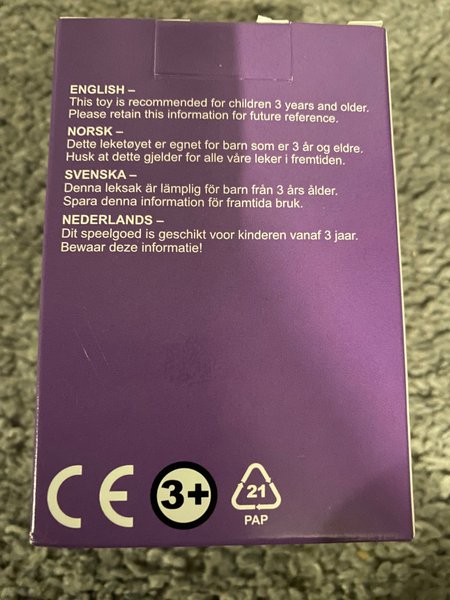 ENGLISH –
This toy is recommended for children 3 years and older.
Please retain this information for future reference.
NORSK –
Dette leketøyet er egnet for barn som er 3 år og eldre.
Husk at dette gjelder for alle våre leker i fremtiden.
SVENSKA –
Denna leksak är lämplig för barn från 3 års ålder.
Spara denna information för framtida bruk.
NEDERLANDS –
Dit speelgoed is geschikt voor kinderen vanaf 3 jaar.
Bewaar deze informatie!
CE 3+ 21
PAP